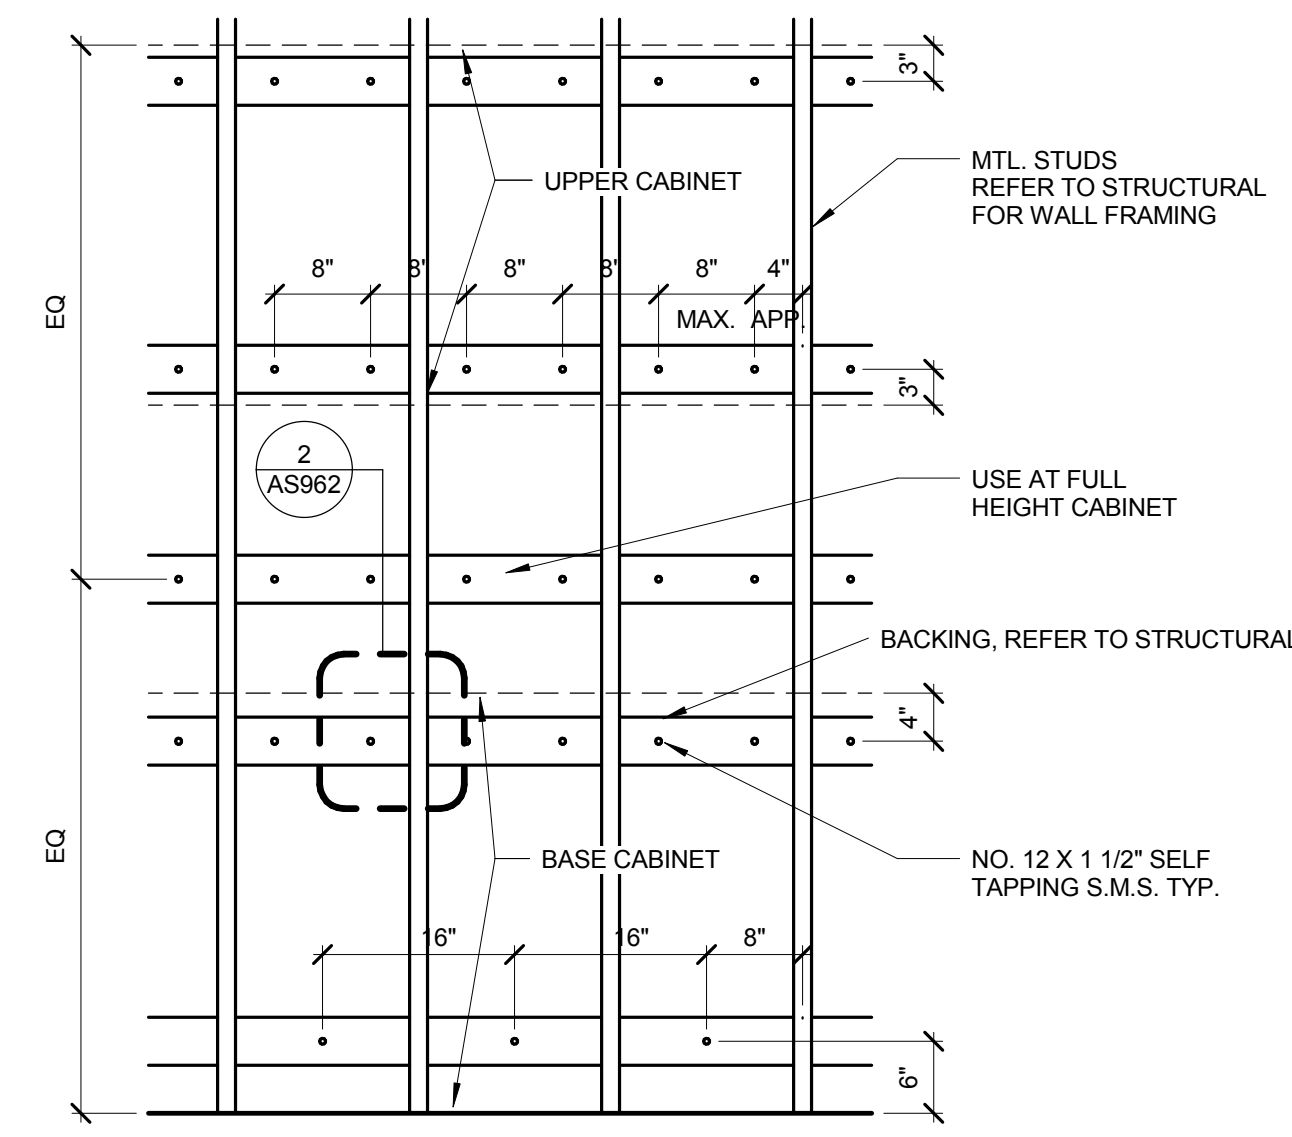 3"
MTL. STUDS
REFER TO STRUCTURAL
FOR WALL FRAMING
UPPER CABINET
8" 8' 8" 8' 8" 4"
EQ
MAX. APP.
3"
2
AS962
USE AT FULL
HEIGHT CABINET
BACKING, REFER TO STRUCTURAL
4"
EQ
BASE CABINET
NO. 12 X 1 1/2" SELF
TAPPING S.M.S. TYP.
16" 16" 8"
6"